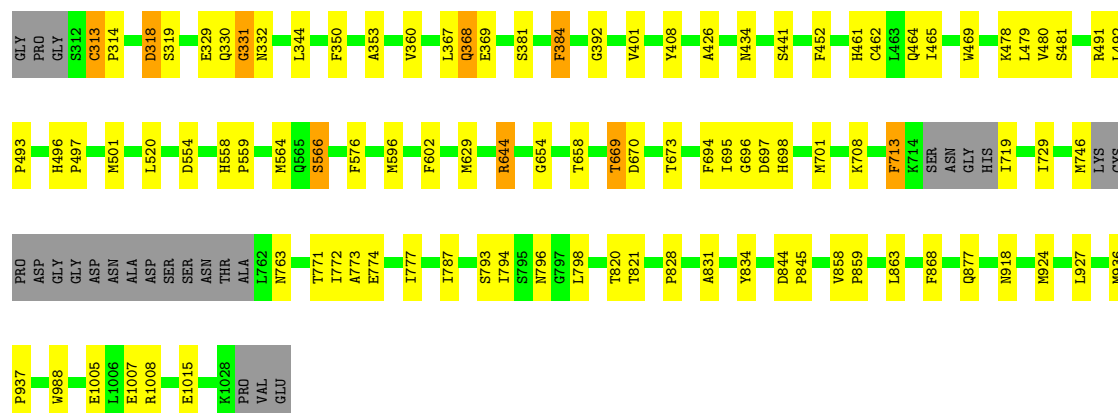 GLY PRO GLY S312 C313 P314 D318 S319 E329 Q330 G331 N332 L344 F350 A353 V360 L367 Q368 E369 S381 F384 G392 V401 Y408 A426 N434 S441 F452 H461 C462 L463 Q464 I465 W469 K478 L479 V480 S481 R491 L492
P493 H496 P497 M501 L520 D554 H558 P559 M564 Q565 S566 F576 M596 F602 M629 R644 G654 T658 T669 D670 T673 F694 I695 G696 D697 H698 M701 K708 F713 K714 SER ASN GLY HIS I719 I729 M746 LYS CYS
PRO ASP GLY GLY ASP ASN ALA ASP SER SER ASN THR ALA L762 N763 T771 I772 A773 E774 I777 I787 S793 I794 S795 N796 G797 L798 T820 T821 P828 A831 Y834 D844 P845 V858 P859 L863 F868 Q877 N918 M924 L927 M936
P937 W988 E1005 L1006 E1007 R1008 E1015 K1028 PRO VAL GLU